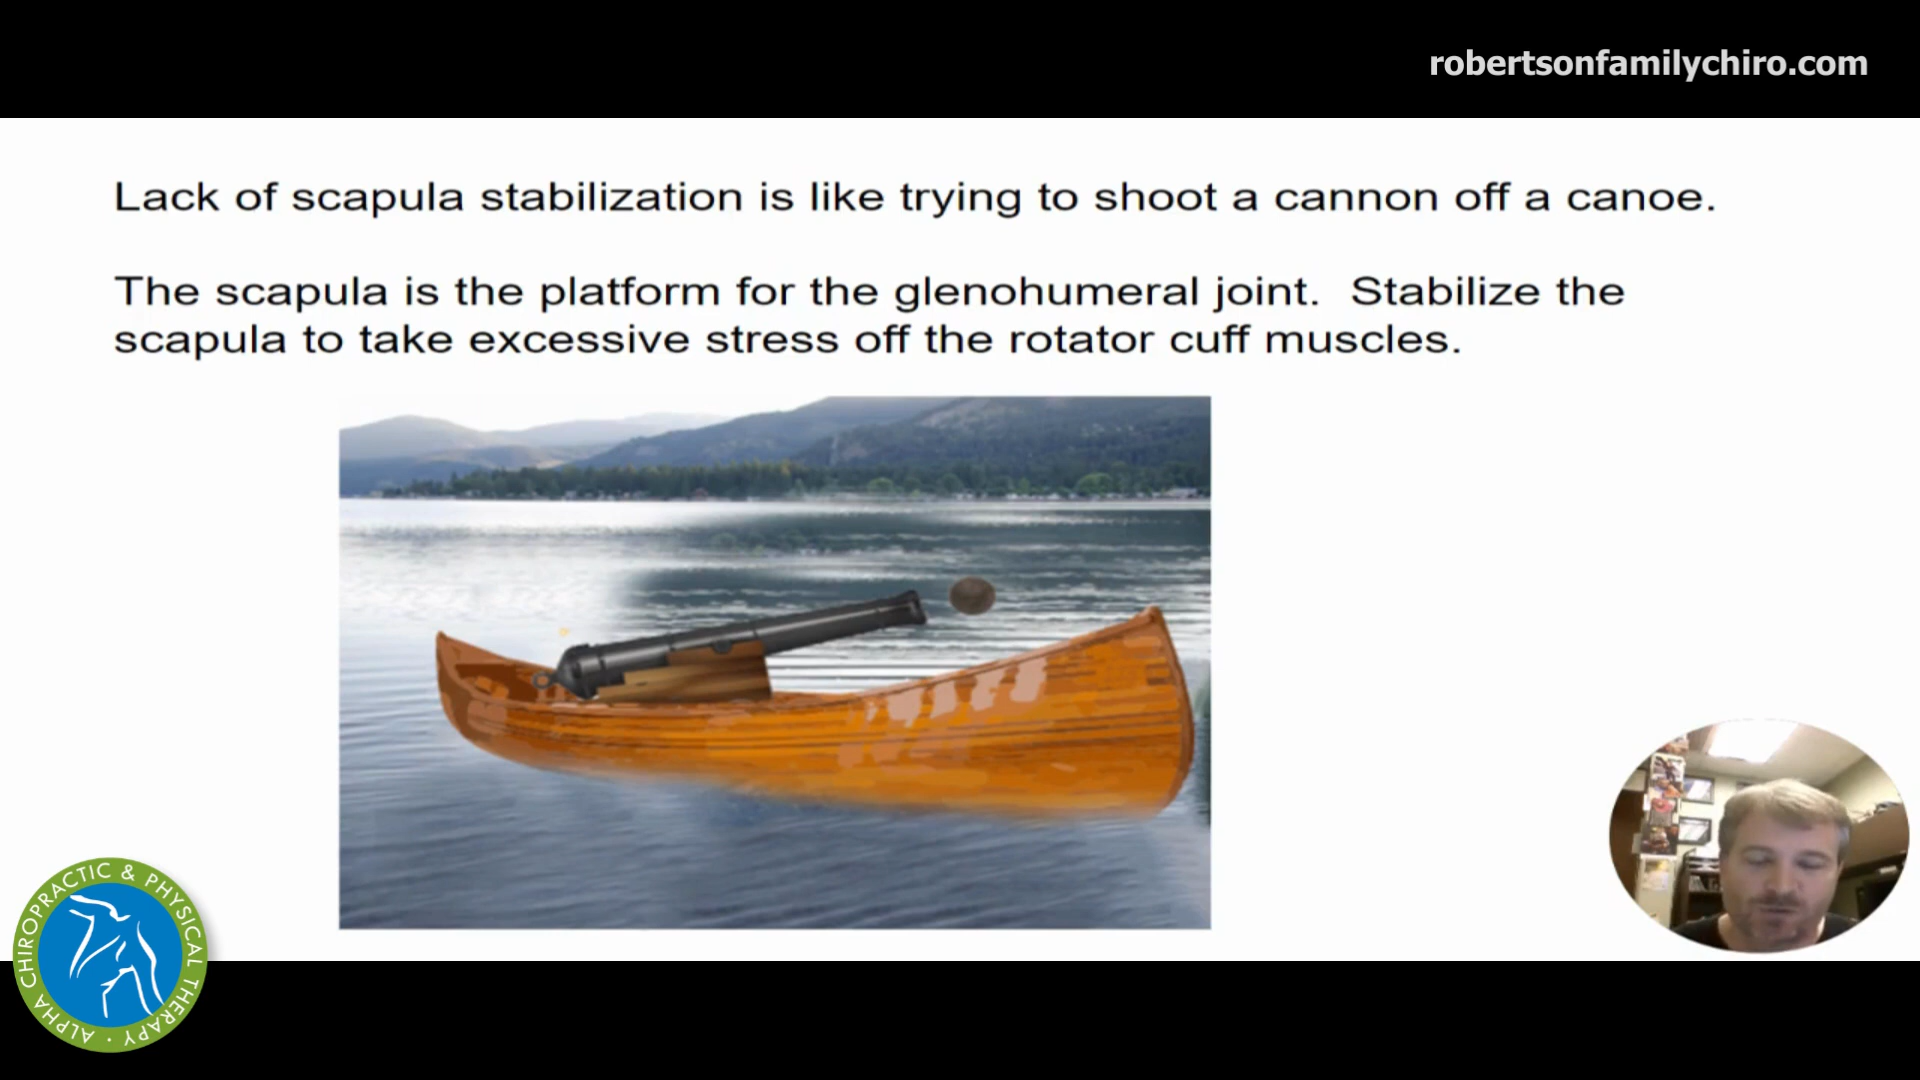 robertsonfamilychiro.com
Lack of scapula stabilization is like trying to shoot a cannon off a canoe.
The scapula is the platform for the glenohumeral joint.  Stabilize the
scapula to take excessive stress off the rotator cuff muscles.
ALPHA CHIROPRACTIC & PHYSICAL THERAPY ·